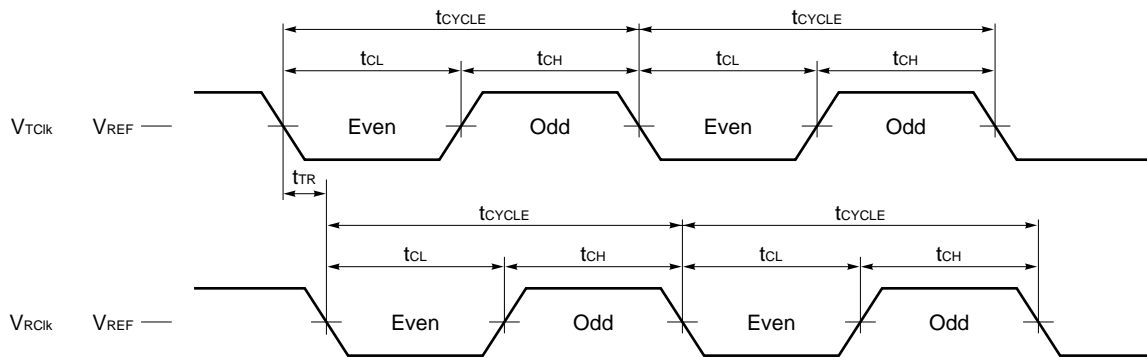 tCYCLE tCYCLE
tCL tCH tCL tCH
VTClk VREF Even Odd Even Odd
tTR
tCYCLE tCYCLE
tCL tCH tCL tCH
VRClk VREF Even Odd Even Odd